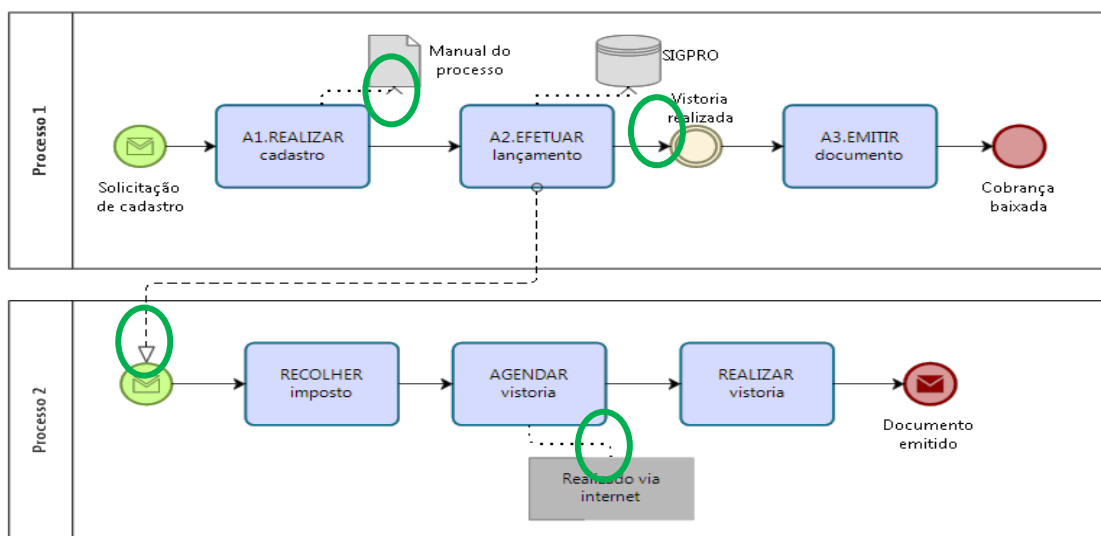 Processo 1
Manual do
processo
SIGPRO
Vistoria
realizada
A1.REALIZAR
cadastro
A2.EFETUAR
lançamento
A3.EMITIR
documento
Solicitação
de cadastro
Cobrança
baixada
Processo 2
RECOLHER
imposto
AGENDAR
vistoria
REALIZAR
vistoria
Documento
emitido
Realizado via
internet